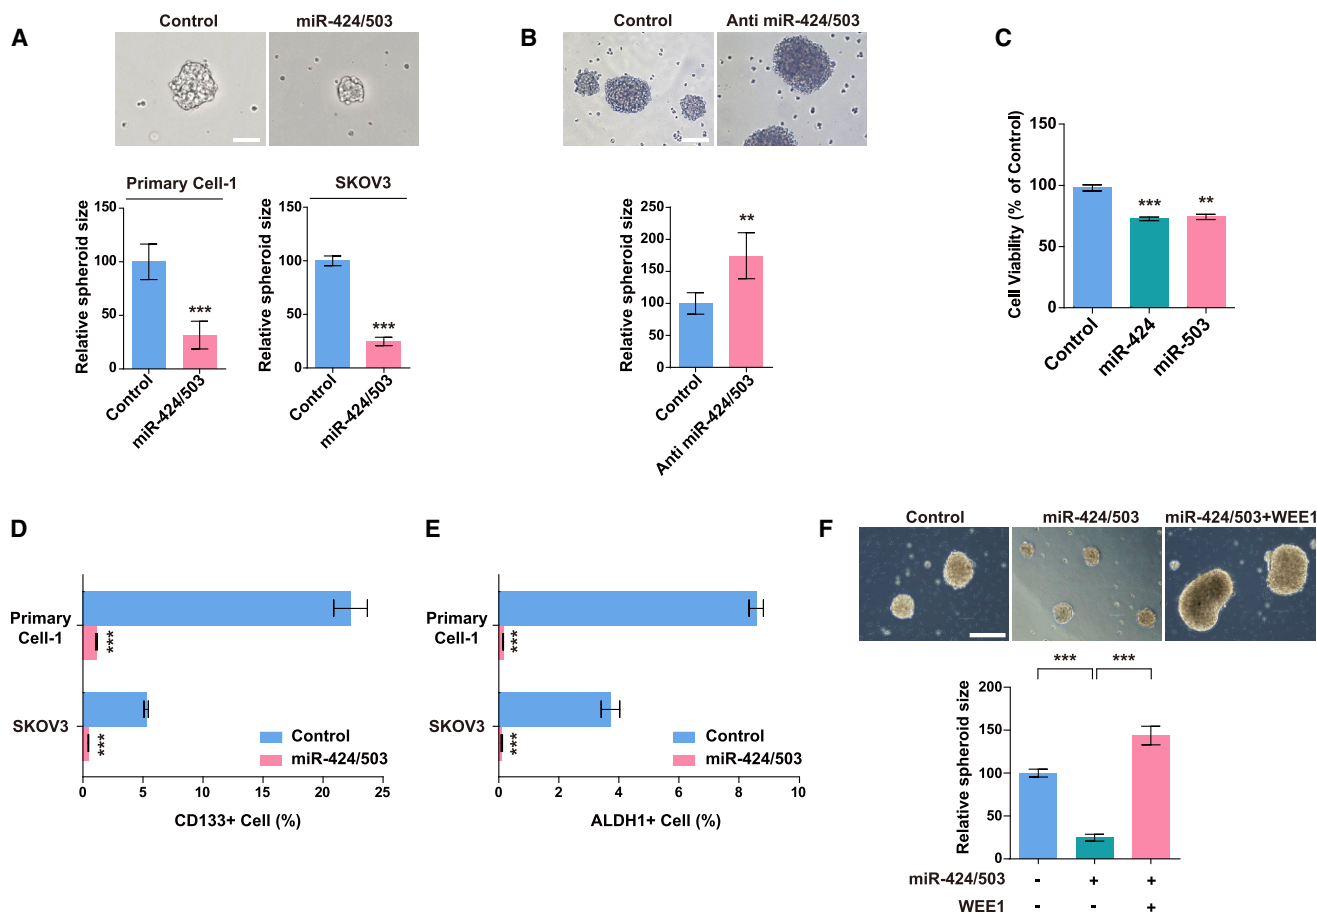 A
Control
miR-424/503
Primary Cell-1
Relative spheroid size
150
100
50
0
***
Control
miR-424/503
SKOV3
Relative spheroid size
150
100
50
0
***
Control
miR-424/503
B
Control
Anti miR-424/503
Relative spheroid size
250
200
150
100
50
0
**
Control
Anti miR-424/503
C
Cell Viability (% of Control)
150
100
50
0
***
**
Control
miR-424
miR-503
D
Primary
Cell-1
***
SKOV3
***
Control
miR-424/503
0 5 10 15 20 25
CD133+ Cell (%)
E
Primary
Cell-1
***
SKOV3
***
Control
miR-424/503
0 2 4 6 8 10
ALDH1+ Cell (%)
F
Control
miR-424/503
miR-424/503+WEE1
*** ***
Relative spheroid size
200
150
100
50
0
miR-424/503 - + +
WEE1 - - +